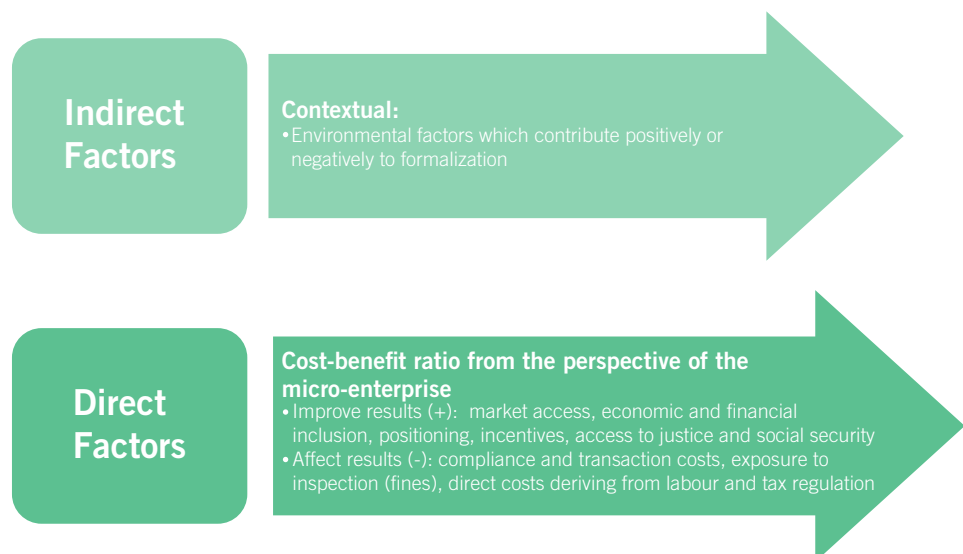 Indirect
Factors
Contextual:
•Environmental factors which contribute positively or
negatively to formalization
Direct
Factors
Cost-benefit ratio from the perspective of the
micro-enterprise
•Improve results (+): market access, economic and financial
inclusion, positioning, incentives, access to justice and social security
•Affect results (-): compliance and transaction costs, exposure to
inspection (fines), direct costs deriving from labour and tax regulation